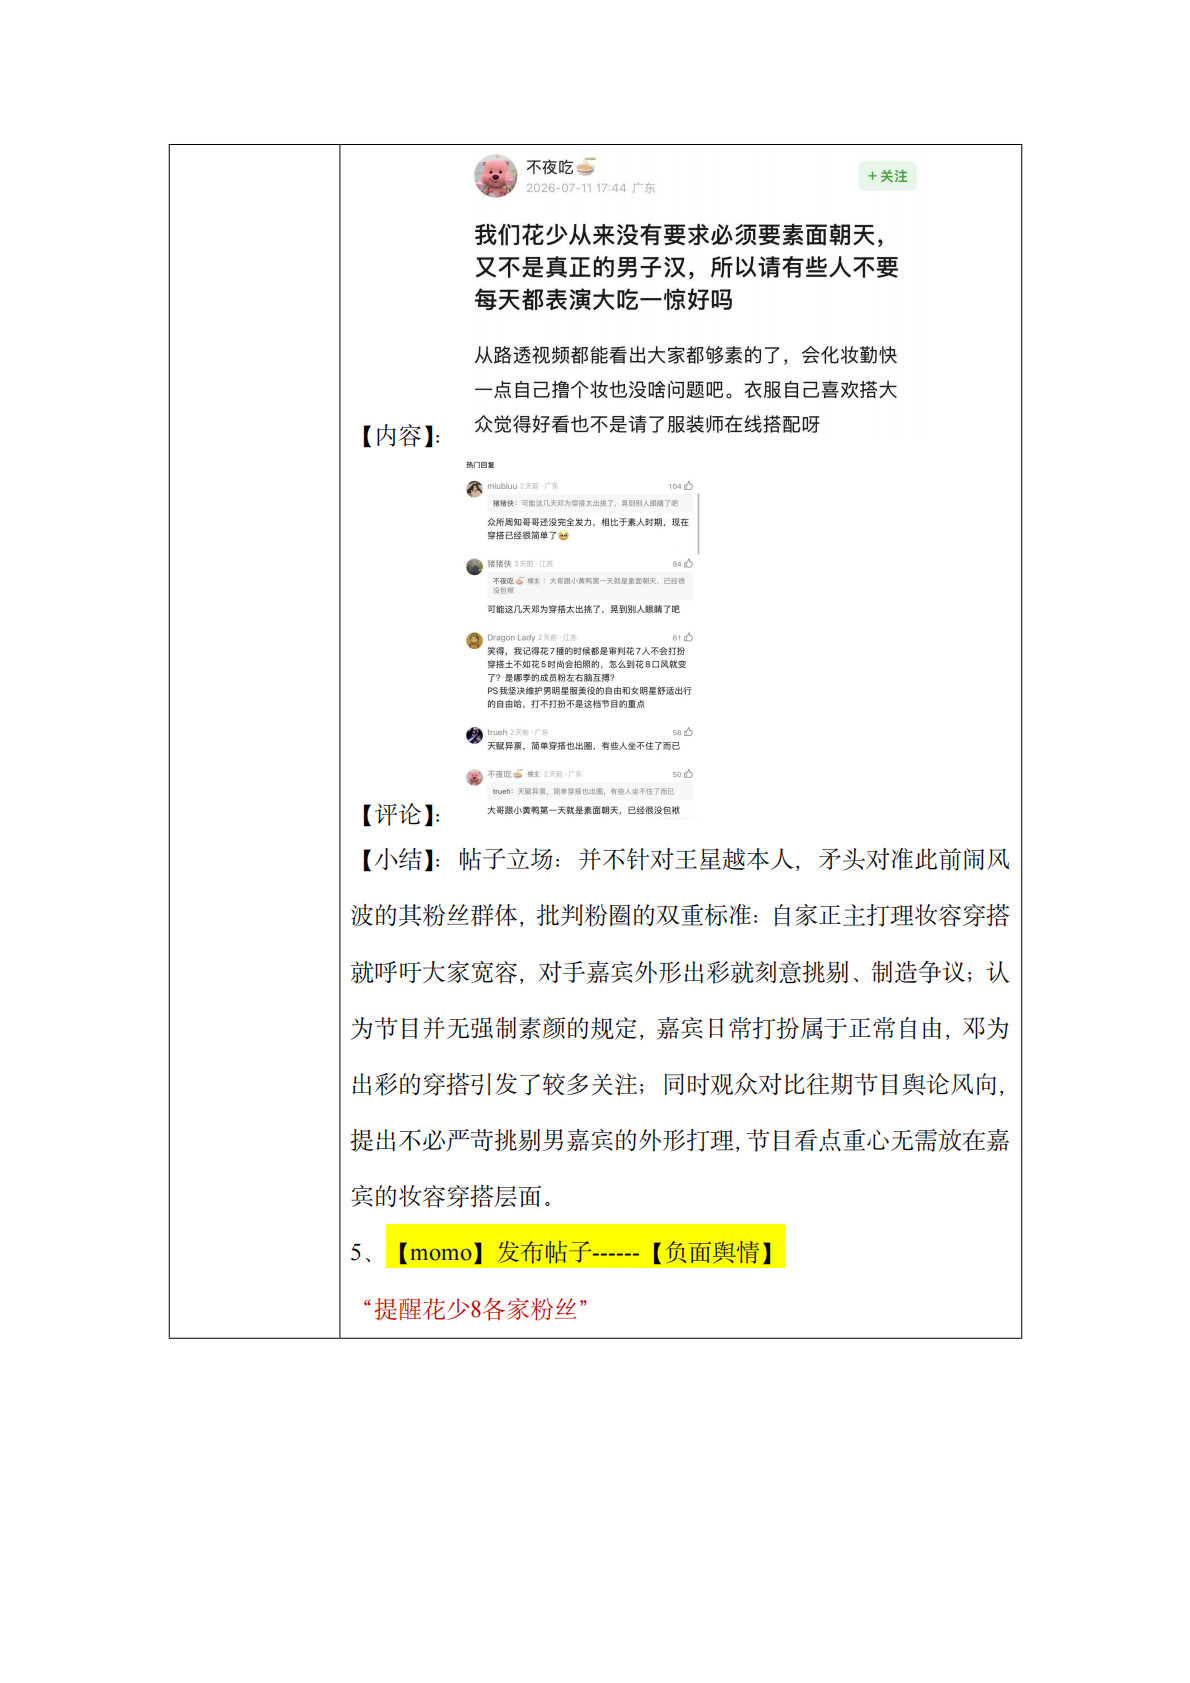 不夜吃🍜
2026-07-11 17:44 广东
+关注
我们花少从来没有要求必须要素面朝天，
又不是真正的男子汉，所以请有些人不要
每天都表演大吃一惊好吗
从路透视频都能看出大家都够素的了，会化妆勤快
一点自己撸个妆也没啥问题吧。衣服自己喜欢搭大
众觉得好看也不是请了服装师在线搭配呀
【内容】：
热门回复
miubiuu 2天前·广东 104
猪猪侠：可能这几天邓为穿搭太出挑了，晃到别人眼睛了吧
众所周知哥哥还没完全发力，相比于素人时期，现在
穿搭已经很简单了🥹
猪猪侠 2天前·江苏 84
不夜吃🍜 楼主：大哥跟小黄鸭第一天就是素面朝天，已经很
没包袱
可能这几天邓为穿搭太出挑了，晃到别人眼睛了吧
Dragon Lady 2天前·江苏 61
笑得，我记得花7播的时候都是审判花7人不会打扮
穿搭土不如花5时尚会拍照的，怎么到花8口风就变
了？是哪季的成员粉左右脑互搏？
PS我坚决维护男明星服美役的自由和女明星舒适出行
的自由哈，打不打扮不是这档节目的重点
trueh 2天前·广东 58
天赋异禀，简单穿搭也出圈，有些人坐不住了而已
不夜吃🍜 楼主 2天前·广东 50
trueh：天赋异禀，简单穿搭也出圈，有些人坐不住了而已
大哥跟小黄鸭第一天就是素面朝天，已经很没包袱
【评论】：
【小结】：帖子立场：并不针对王星越本人，矛头对准此前闹风
波的其粉丝群体，批判粉圈的双重标准：自家正主打理妆容穿搭
就呼吁大家宽容，对手嘉宾外形出彩就刻意挑剔、制造争议；认
为节目并无强制素颜的规定，嘉宾日常打扮属于正常自由，邓为
出彩的穿搭引发了较多关注；同时观众对比往期节目舆论风向，
提出不必严苛挑剔男嘉宾的外形打理，节目看点重心无需放在嘉
宾的妆容穿搭层面。
5、【momo】发布帖子------【负面舆情】
“提醒花少8各家粉丝”